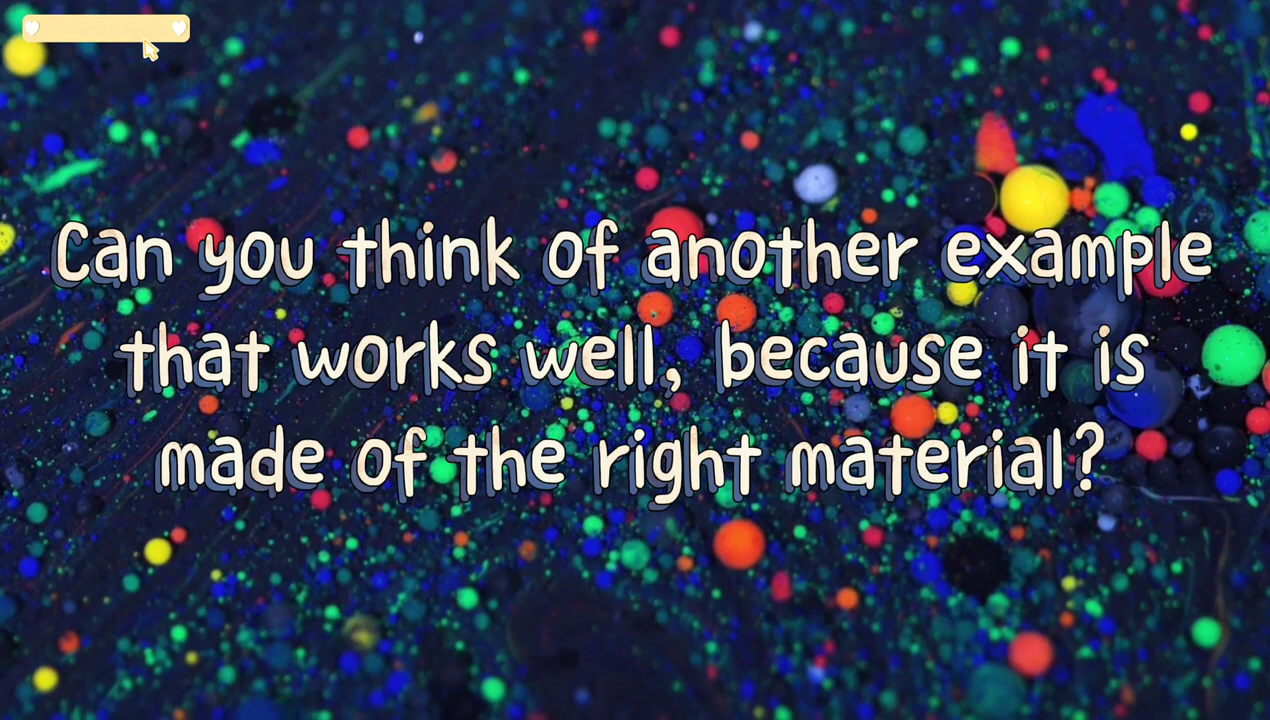 Can you think of another example
that works well, because it is
made of the right material?